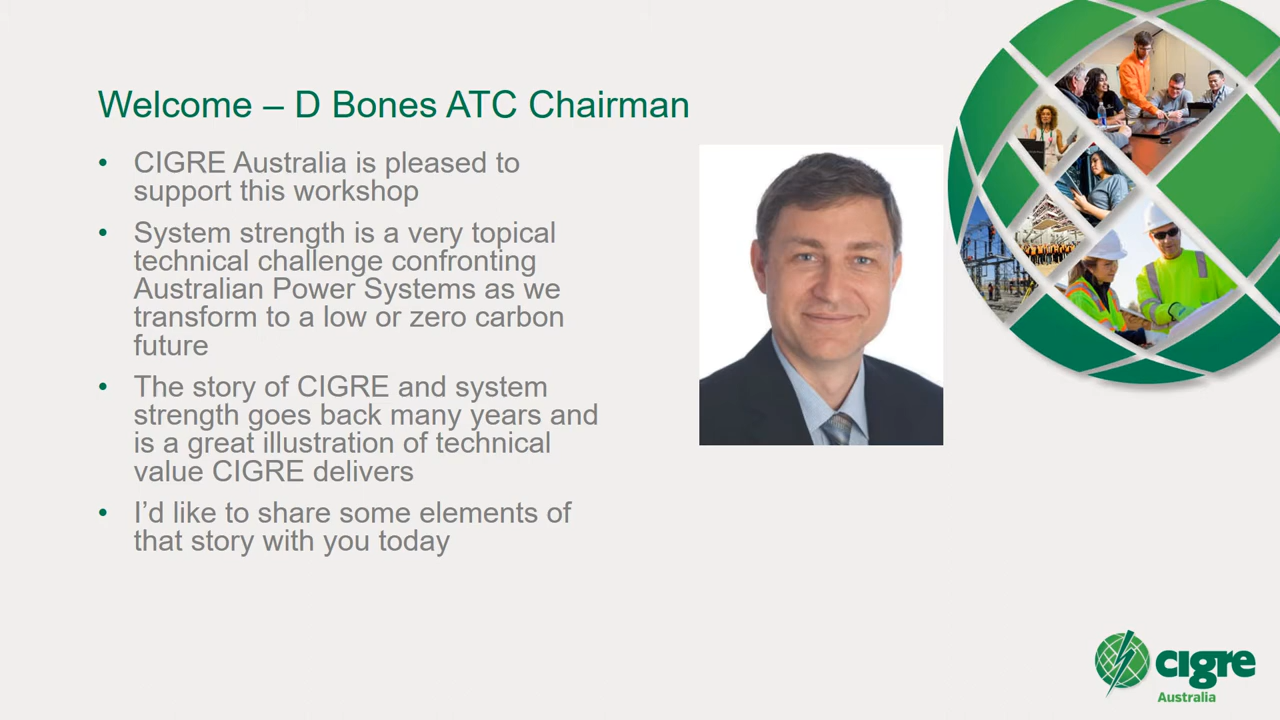 Welcome – D Bones ATC Chairman
• CIGRE Australia is pleased to
support this workshop
• System strength is a very topical
technical challenge confronting
Australian Power Systems as we
transform to a low or zero carbon
future
• The story of CIGRE and system
strength goes back many years and
is a great illustration of technical
value CIGRE delivers
• I’d like to share some elements of
that story with you today
cigre
Australia